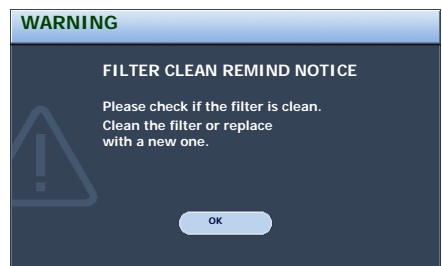 WARNING
FILTER CLEAN REMIND NOTICE
Please check if the filter is clean.
Clean the filter or replace
with a new one.
OK